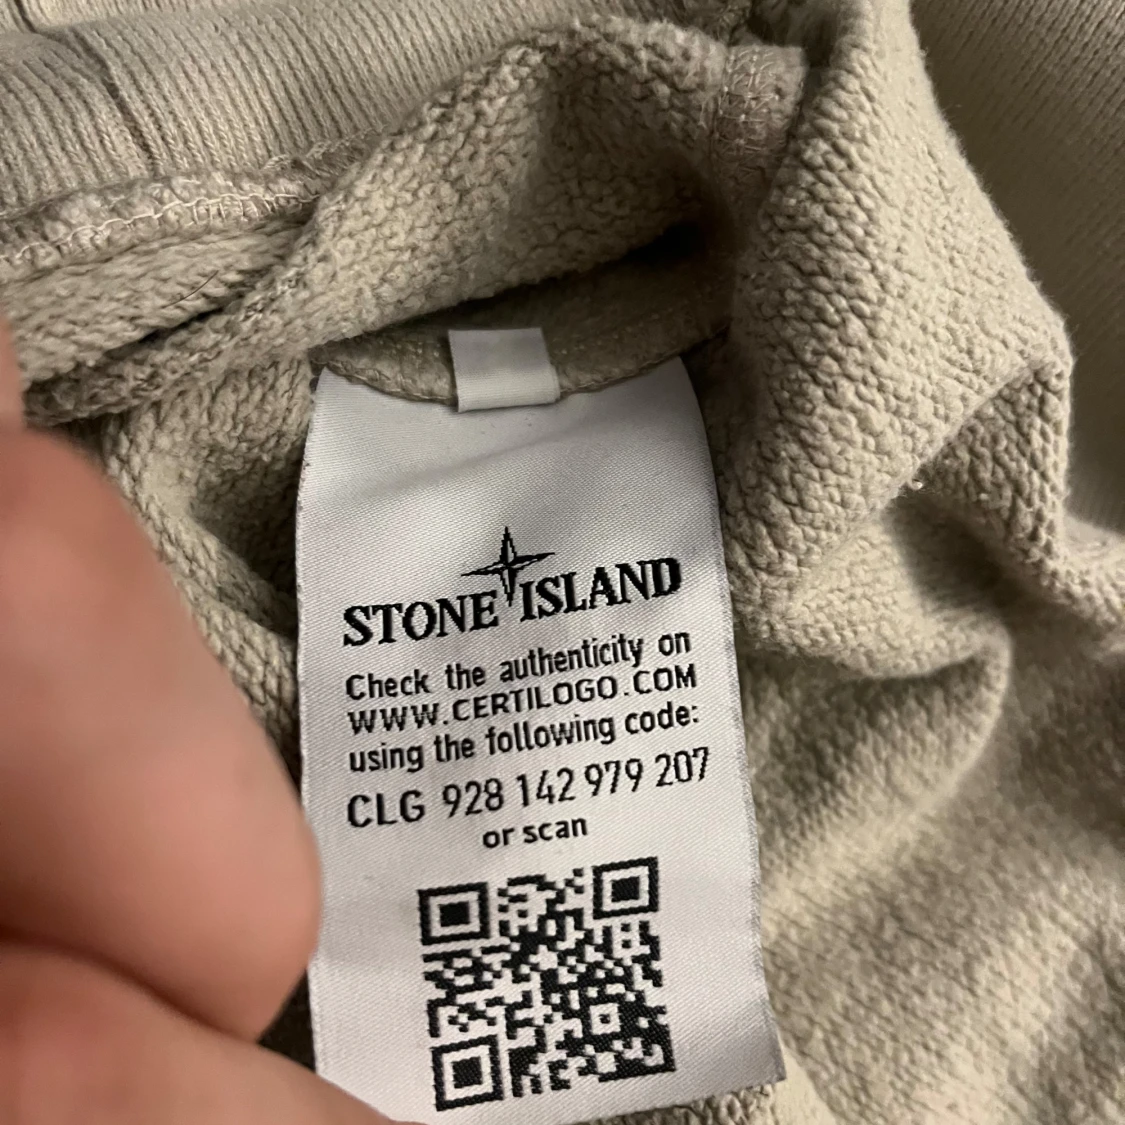 STONE ISLAND
Check the authenticity on
WWW.CERTILOGO.COM
using the following code:
CLG 928 142 979 207
or scan